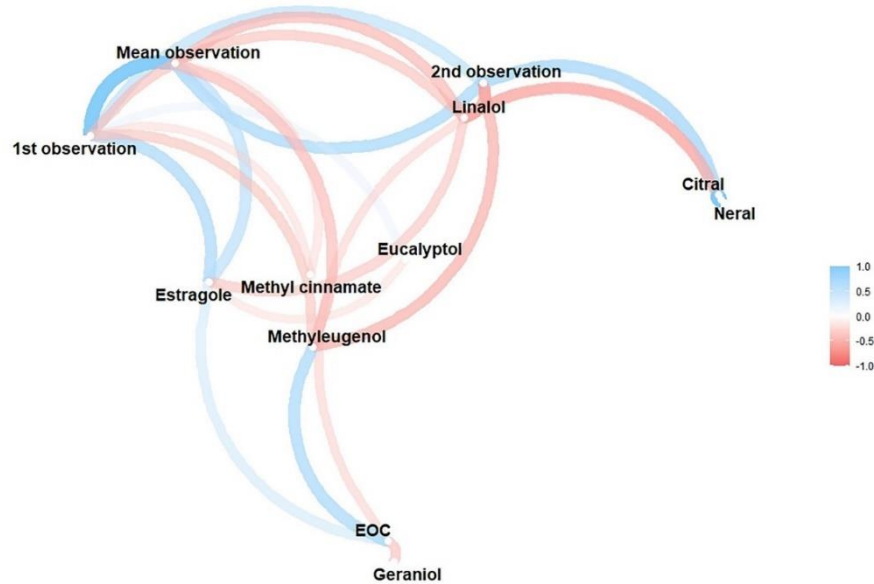 Mean observation
2nd observation
Linalol
1st observation
Citral
Neral
Eucalyptol
Methyl cinnamate
Estragole
Methyleugenol
EOC
Geraniol
1.0
0.5
0.0
-0.5
-1.0